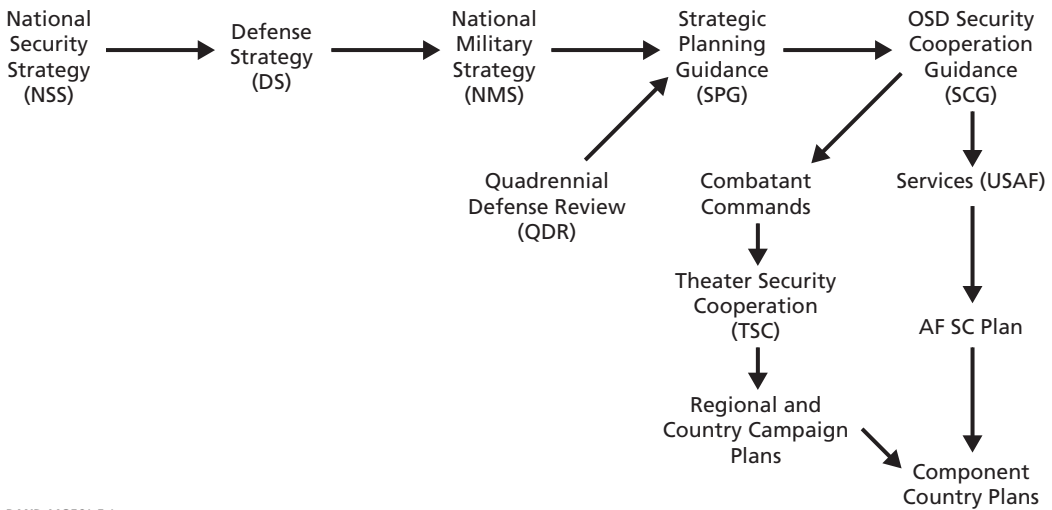 National
Security
Strategy
(NSS)
Defense
Strategy
(DS)
National
Military
Strategy
(NMS)
Strategic
Planning
Guidance
(SPG)
OSD Security
Cooperation
Guidance
(SCG)
Quadrennial
Defense Review
(QDR)
Combatant
Commands
Services (USAF)
Theater Security
Cooperation
(TSC)
AF SC Plan
Regional and
Country Campaign
Plans
Component
Country Plans